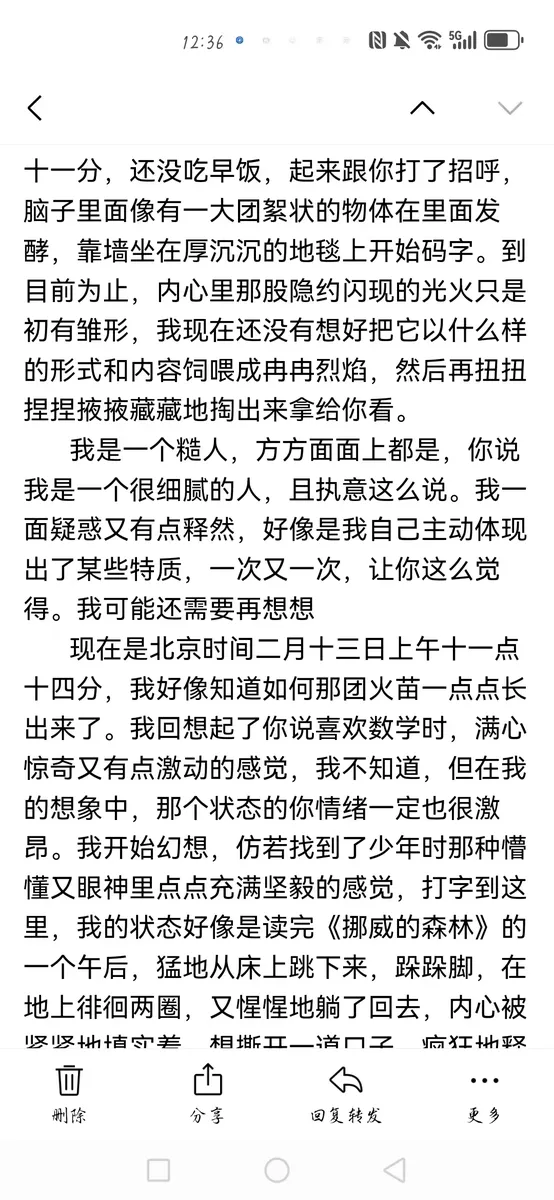 12:36
5G
十一分，还没吃早饭，起来跟你打了招呼，
脑子里面像有一大团絮状的物体在里面发
酵，靠墙坐在厚沉沉的地毯上开始码字。到
目前为止，内心里那股隐约闪现的光火只是
初有雏形，我现在还没有想好把它以什么样
的形式和内容饲喂成冉冉烈焰，然后再扭扭
捏捏掖掖藏藏地掏出来拿给你看。
我是一个糙人，方方面面上都是，你说
我是一个很细腻的人，且执意这么说。我一
面疑惑又有点释然，好像是我自己主动体现
出了某些特质，一次又一次，让你这么觉
得。我可能还需要再想想
现在是北京时间二月十三日上午十一点
十四分，我好像知道如何那团火苗一点点长
出来了。我回想起了你说喜欢数学时，满心
惊奇又有点激动的感觉，我不知道，但在我
的想象中，那个状态的你情绪一定也很激
昂。我开始幻想，仿若找到了少年时那种懵
懂又眼神里点点充满坚毅的感觉，打字到这
里，我的状态好像是读完《挪威的森林》的
一个午后，猛地从床上跳下来，跺跺脚，在
地上徘徊两圈，又惺惺地躺了回去，内心被
紧紧地填实着，想撕开一道口子，疯狂地释
删除
分享
回复转发
更多